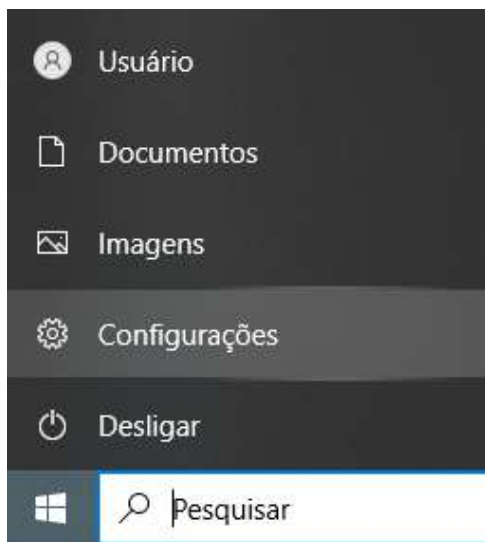 Usuário
Documentos
Imagens
Configurações
Desligar
Pesquisar